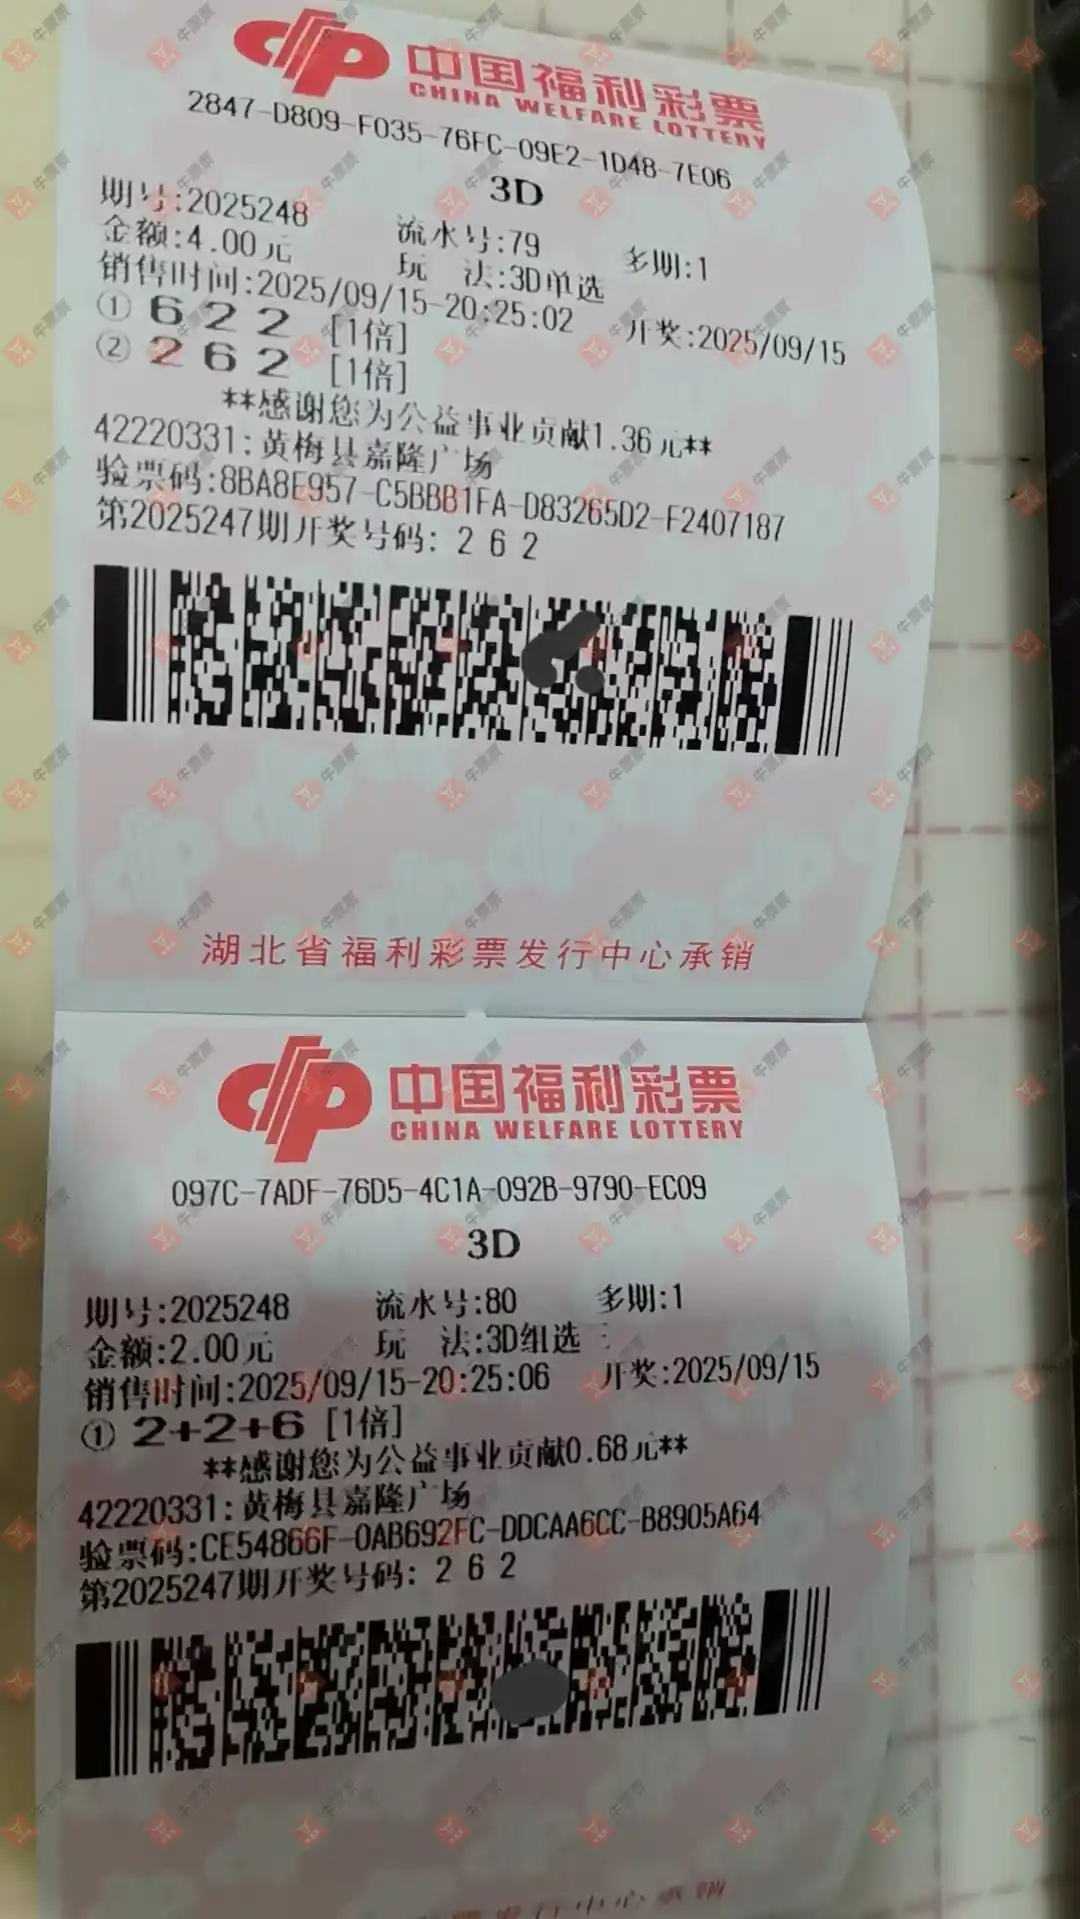 中国福利彩票
CHINA WELFARE LOTTERY
2847-D809-F035-76FC-09E2-1D48-7E06
3D
期号:2025248 流水号:79 多期:1
金额:4.00元 玩 法:3D单选
销售时间:2025/09/15-20:25:02 开奖:2025/09/15
① 6 2 2 [1倍]
② 2 6 2 [1倍]
**感谢您为公益事业贡献1.36元**
42220331:黄梅县嘉隆广场
验票码:8BA8E957-C5BBB1FA-D83265D2-F2407187
第2025247期开奖号码: 2 6 2
湖北省福利彩票发行中心承销
中国福利彩票
CHINA WELFARE LOTTERY
097C-7ADF-76D5-4C1A-092B-9790-EC09
3D
期号:2025248 流水号:80 多期:1
金额:2.00元 玩 法:3D组选三
销售时间:2025/09/15-20:25:06 开奖:2025/09/15
① 2+2+6 [1倍]
**感谢您为公益事业贡献0.68元**
42220331:黄梅县嘉隆广场
验票码:CE54866F-0AB692FC-DDCAA6CC-B8905A64
第2025247期开奖号码: 2 6 2
票发行中心承销
牛票票